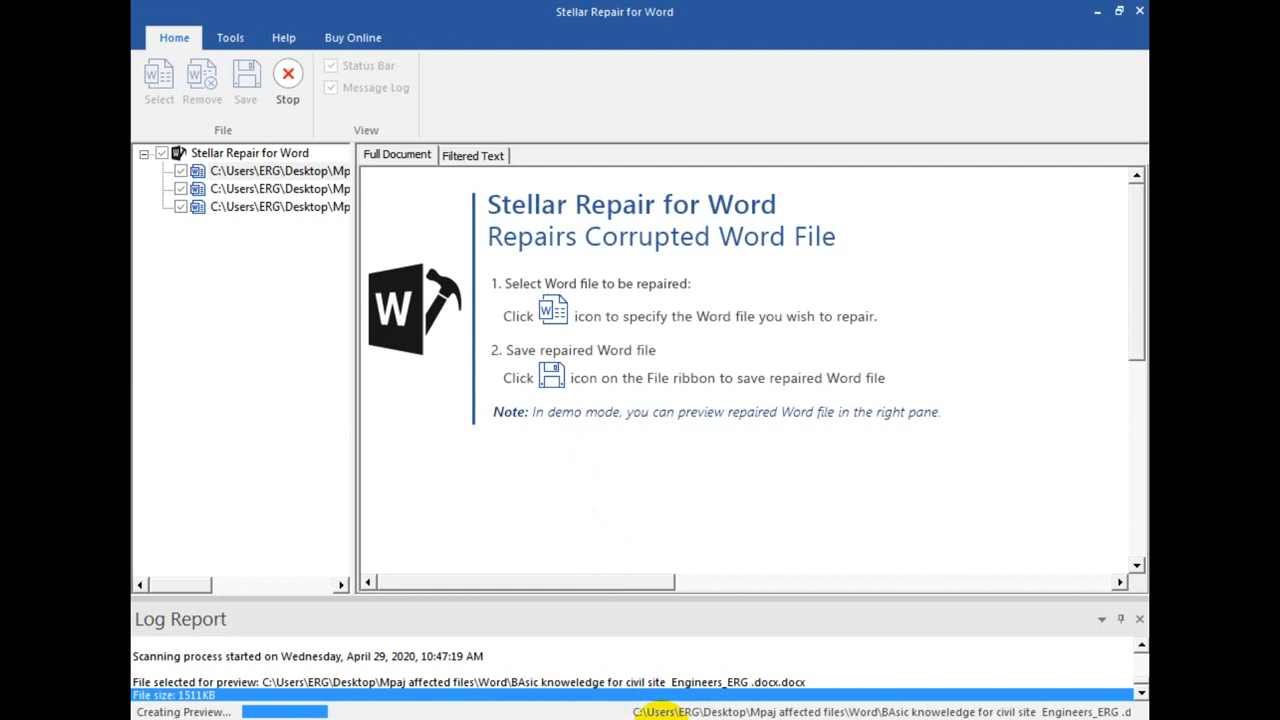 Stellar Repair for Word
Home Tools Help Buy Online
Select Remove Save Stop
Status Bar
Message Log
File View
Stellar Repair for Word
C:\Users\ERG\Desktop\Mp
C:\Users\ERG\Desktop\Mp
C:\Users\ERG\Desktop\Mp
Full Document Filtered Text
Stellar Repair for Word
Repairs Corrupted Word File
1. Select Word file to be repaired:
Click icon to specify the Word file you wish to repair.
2. Save repaired Word file
Click icon on the File ribbon to save repaired Word file
Note: In demo mode, you can preview repaired Word file in the right pane.
W
Log Report
Scanning process started on Wednesday, April 29, 2020, 10:47:19 AM
File selected for preview: C:\Users\ERG\Desktop\Mpaj affected files\Word\BAsic knoweledge for civil site Engineers_ERG .docx.docx
File size: 1511KB
Creating Preview... C:\Users\ERG\Desktop\Mpaj affected files\Word\BAsic knoweledge for civil site Engineers_ERG .d